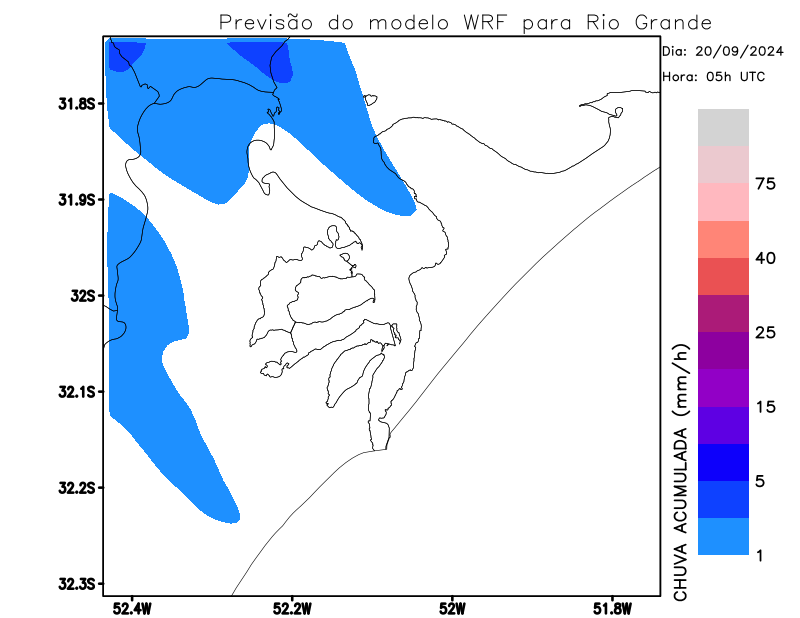 Previsão do modelo WRF para Rio Grande
Dia: 20/09/2024
Hora: 05h UTC
31.8S
31.9S
32S
32.1S
32.2S
32.3S
52.4W 52.2W 52W 51.8W
CHUVA ACUMULADA (mm/h)
75
40
25
15
5
1